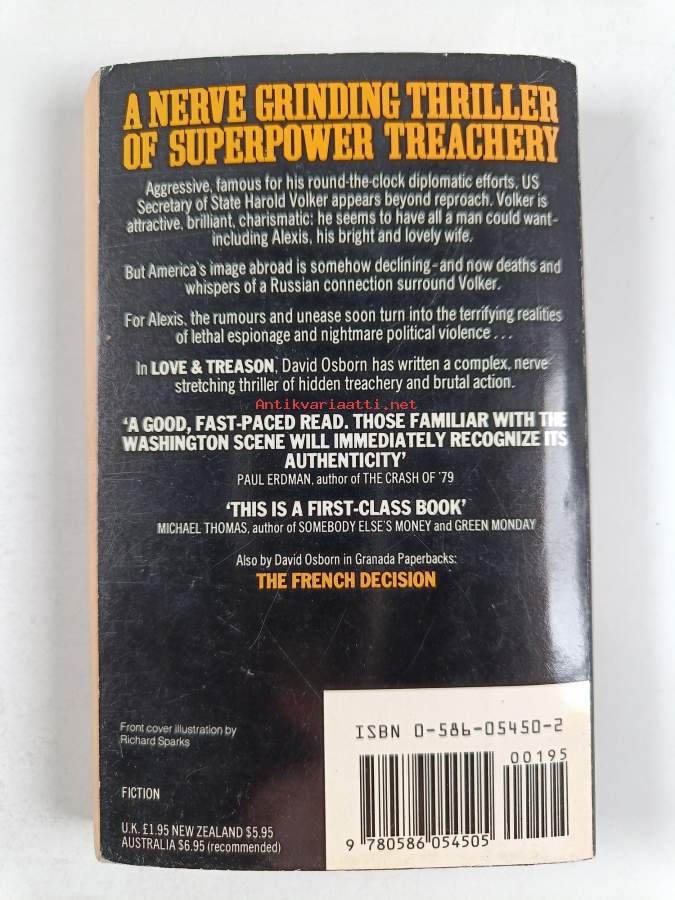 A NERVE GRINDING THRILLER
OF SUPERPOWER TREACHERY
Aggressive, famous for his round-the-clock diplomatic efforts, US
Secretary of State Harold Volker appears beyond reproach. Volker is
attractive, brilliant, charismatic: he seems to have all a man could want-
including Alexis, his bright and lovely wife.
But America's image abroad is somehow declining-and now deaths and
whispers of a Russian connection surround Volker.
For Alexis, the rumours and unease soon turn into the terrifying realities
of lethal espionage and nightmare political violence...
In LOVE & TREASON, David Osborn has written a complex, nerve
stretching thriller of hidden treachery and brutal action.
Antikvariaatti.net
'A GOOD, FAST-PACED READ. THOSE FAMILIAR WITH THE
WASHINGTON SCENE WILL IMMEDIATELY RECOGNIZE ITS
AUTHENTICITY'
PAUL ERDMAN, author of THE CRASH OF '79
'THIS IS A FIRST-CLASS BOOK'
MICHAEL THOMAS, author of SOMEBODY ELSE'S MONEY and GREEN MONDAY
Also by David Osborn in Granada Paperbacks:
THE FRENCH DECISION
Front cover illustration by
Richard Sparks
FICTION
U.K. £1.95 NEW ZEALAND $5.95
AUSTRALIA $6.95 (recommended)
ISBN 0-586-05450-2
00195
9 780586 054505